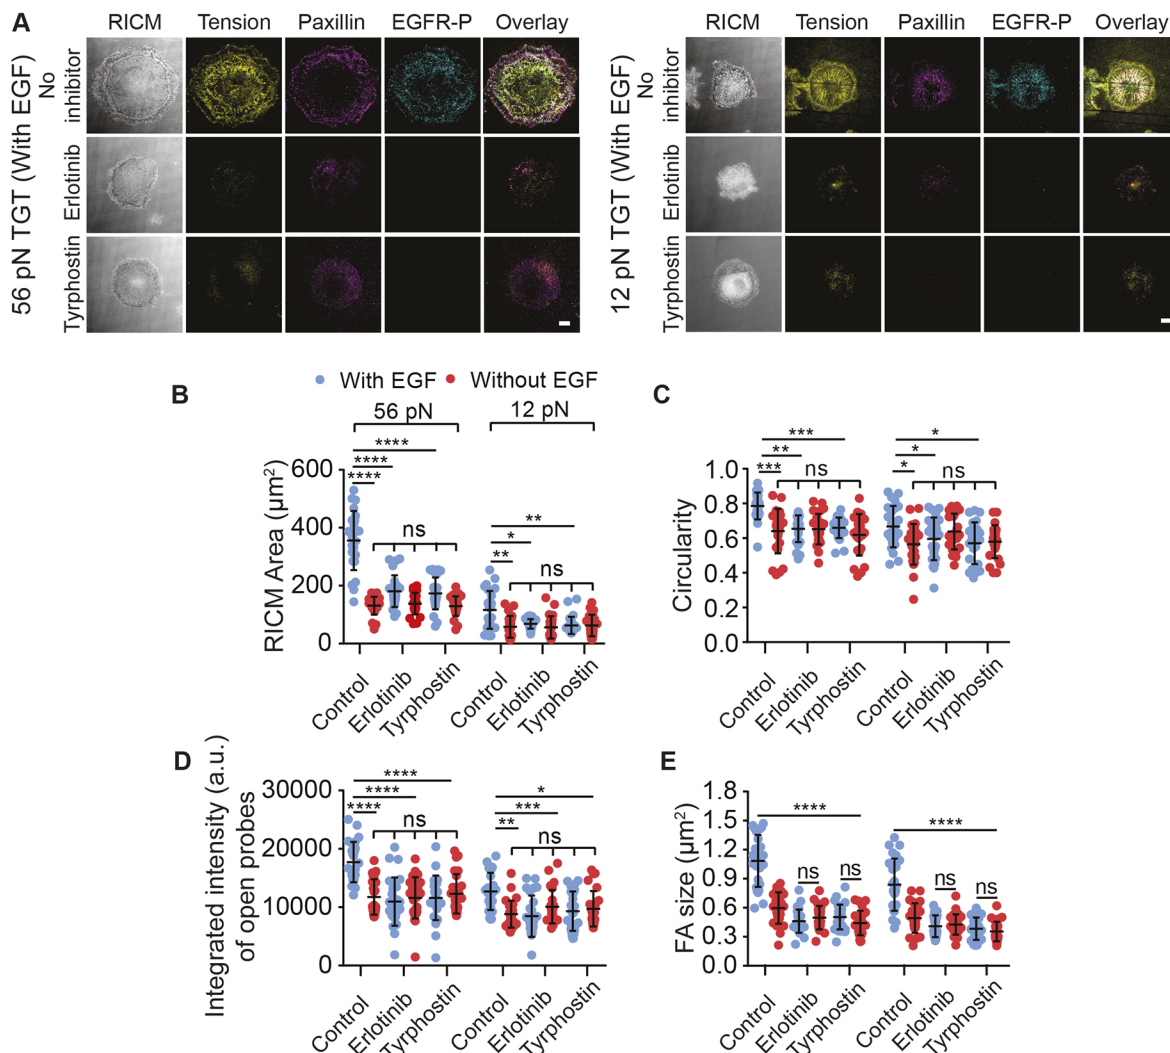 A
RICM Tension Paxillin EGFR-P Overlay
56 pN TGT (With EGF)
No inhibitor
Erlotinib
Tyrphostin
RICM Tension Paxillin EGFR-P Overlay
12 pN TGT (With EGF)
No inhibitor
Erlotinib
Tyrphostin
B
With EGF Without EGF
56 pN 12 pN
RICM Area (µm²)
600
400
200
0
****
****
****
ns
**
*
**
ns
Control Erlotinib Tyrphostin Control Erlotinib Tyrphostin
C
Circularity
1.0
0.8
0.6
0.4
0.2
0.0
***
**
***
ns
*
*
*
ns
Control Erlotinib Tyrphostin Control Erlotinib Tyrphostin
D
Integrated intensity (a.u.)
of open probes
30000
20000
10000
0
****
****
****
ns
*
***
**
ns
Control Erlotinib Tyrphostin Control Erlotinib Tyrphostin
E
FA size (µm²)
1.8
1.5
1.2
0.9
0.6
0.3
0.0
****
ns ns
****
ns ns
Control Erlotinib Tyrphostin Control Erlotinib Tyrphostin